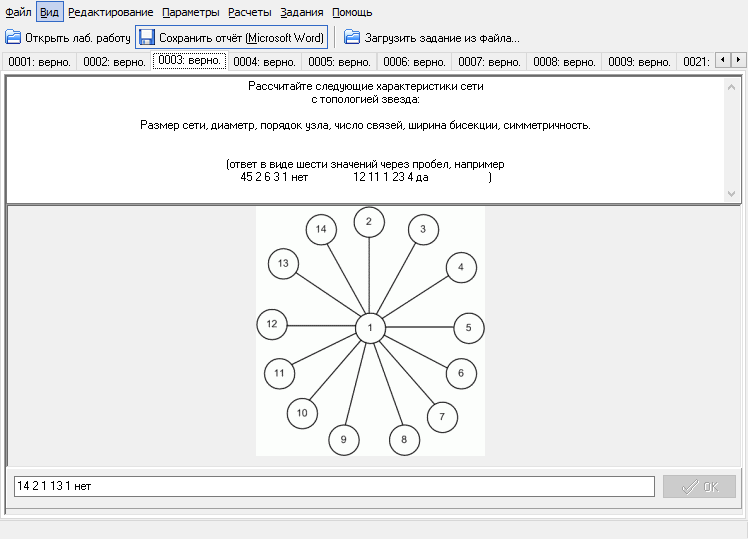 Файл Вид Редактирование Параметры Расчеты Задания Помощь
Открыть лаб. работу Сохранить отчёт (Microsoft Word) Загрузить задание из файла...
0001: верно. 0002: верно. 0003: верно. 0004: верно. 0005: верно. 0006: верно. 0007: верно. 0008: верно. 0009: верно. 0021:
Рассчитайте следующие характеристики сети
с топологией звезда:
Размер сети, диаметр, порядок узла, число связей, ширина бисекции, симметричность.
(ответ в виде шести значений через пробел, например
45 2 6 3 1 нет 12 11 1 23 4 да )
2
14
3
13
4
12
1
5
11
6
10
7
9
8
14 2 1 13 1 нет
OK